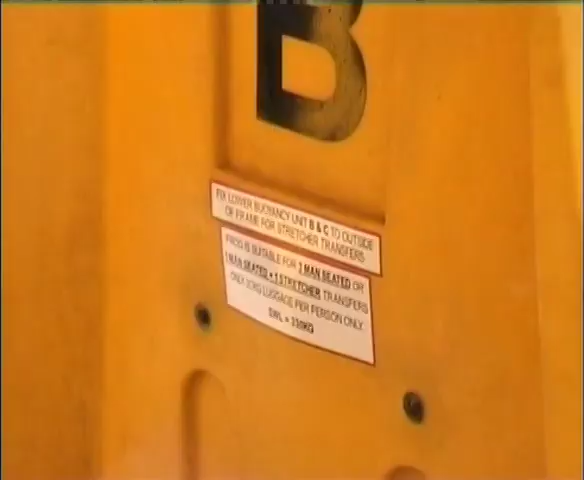 B
FIX LOWER BUOYANCY UNIT B & C TO OUTSIDE
OF FRAME FOR STRETCHER TRANSFERS
FROG IS SUITABLE FOR 3 MAN SEATED OR
1 MAN SEATED + 1 STRETCHER TRANSFERS
ONLY LUGGAGE PER PERSON ONLY.
SWL = 330KG